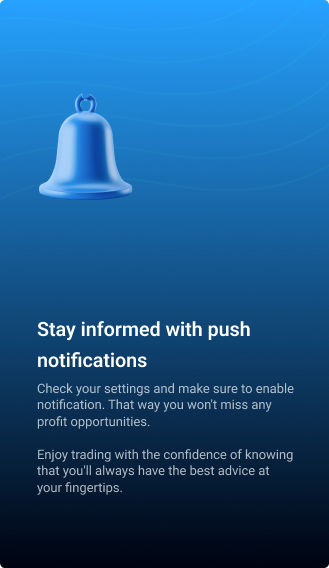 Stay informed with push
notifications
Check your settings and make sure to enable
notification. That way you won't miss any
profit opportunities.
Enjoy trading with the confidence of knowing
that you'll always have the best advice at
your fingertips.